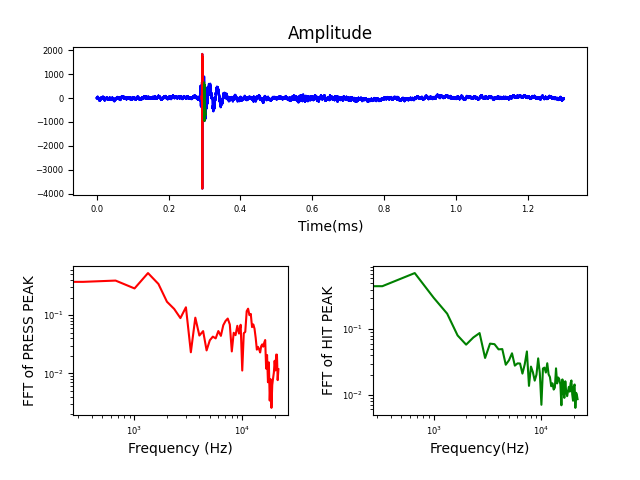 Amplitude
2000
1000
0
−1000
−2000
−3000
−4000
0.0 0.2 0.4 0.6 0.8 1.0 1.2
Time(ms)
FFT of PRESS PEAK
10⁻¹
10⁻²
10³ 10⁴
Frequency (Hz)
FFT of HIT PEAK
10⁻¹
10⁻²
10³ 10⁴
Frequency(Hz)